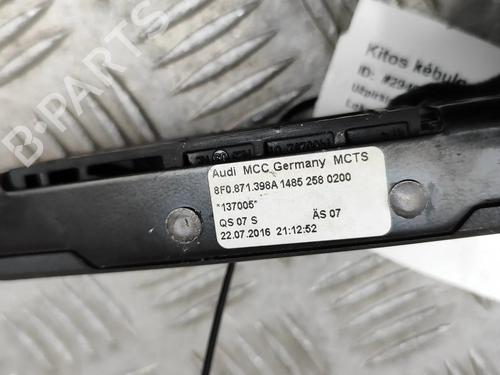 B-Parts
Kitos kėbulo
ID:
Audi MCC Germany MCTS
8F0.871.398A 1485 258 0200
*137005*
QS 07 S ÄS 07
22.07.2016 21:12:52